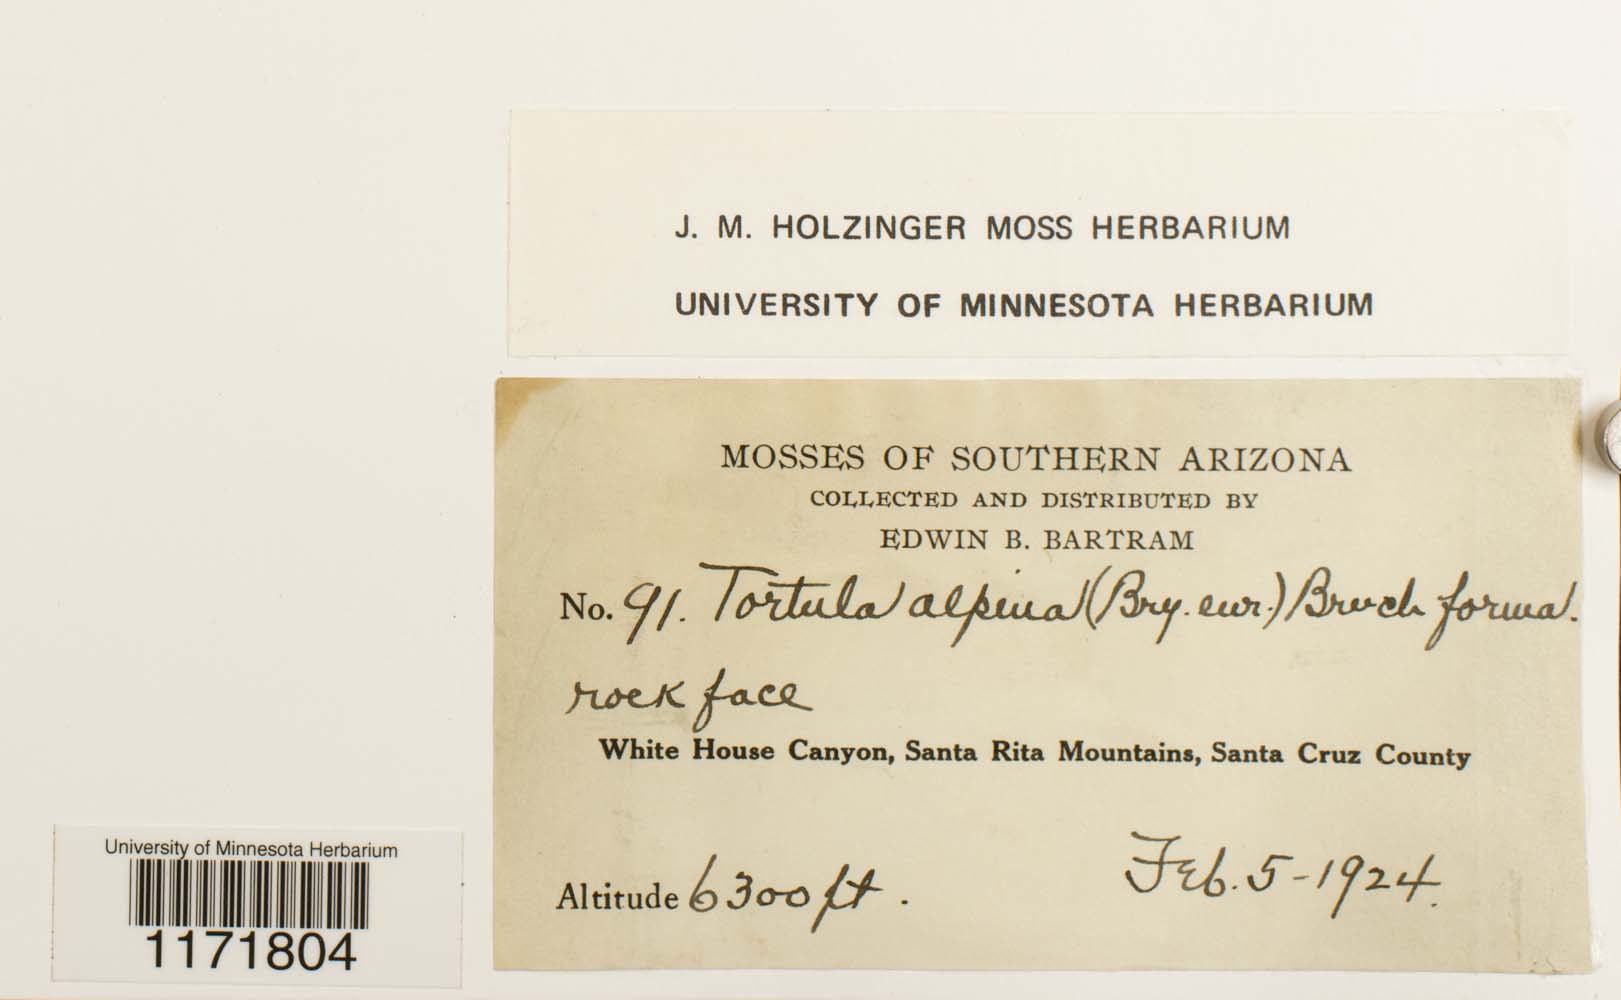 J. M. HOLZINGER MOSS HERBARIUM
UNIVERSITY OF MINNESOTA HERBARIUM
MOSSES OF SOUTHERN ARIZONA
COLLECTED AND DISTRIBUTED BY
EDWIN B. BARTRAM
No. 91. Tortula alpina (Bry. eur.) Bruch forma.
rock face
White House Canyon, Santa Rita Mountains, Santa Cruz County
Altitude 6300 ft. Feb. 5-1924.
University of Minnesota Herbarium
1171804